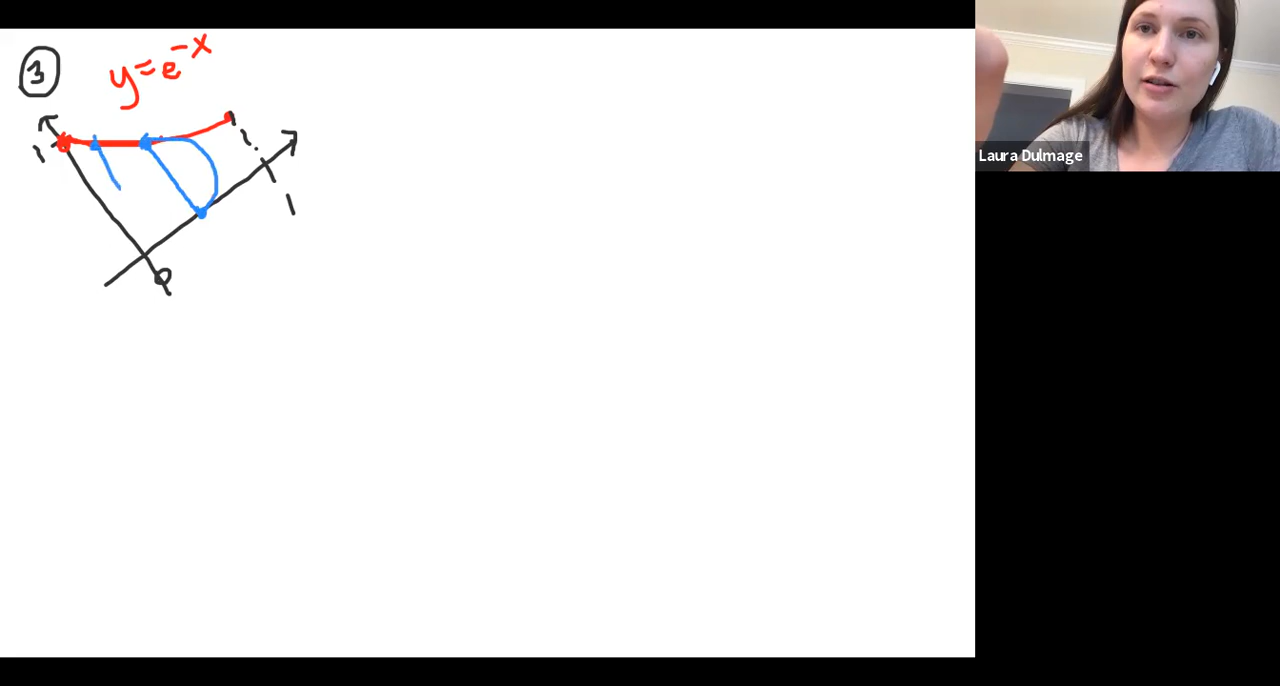 ①
y=e^-x
1
1
0
Laura Dulmage